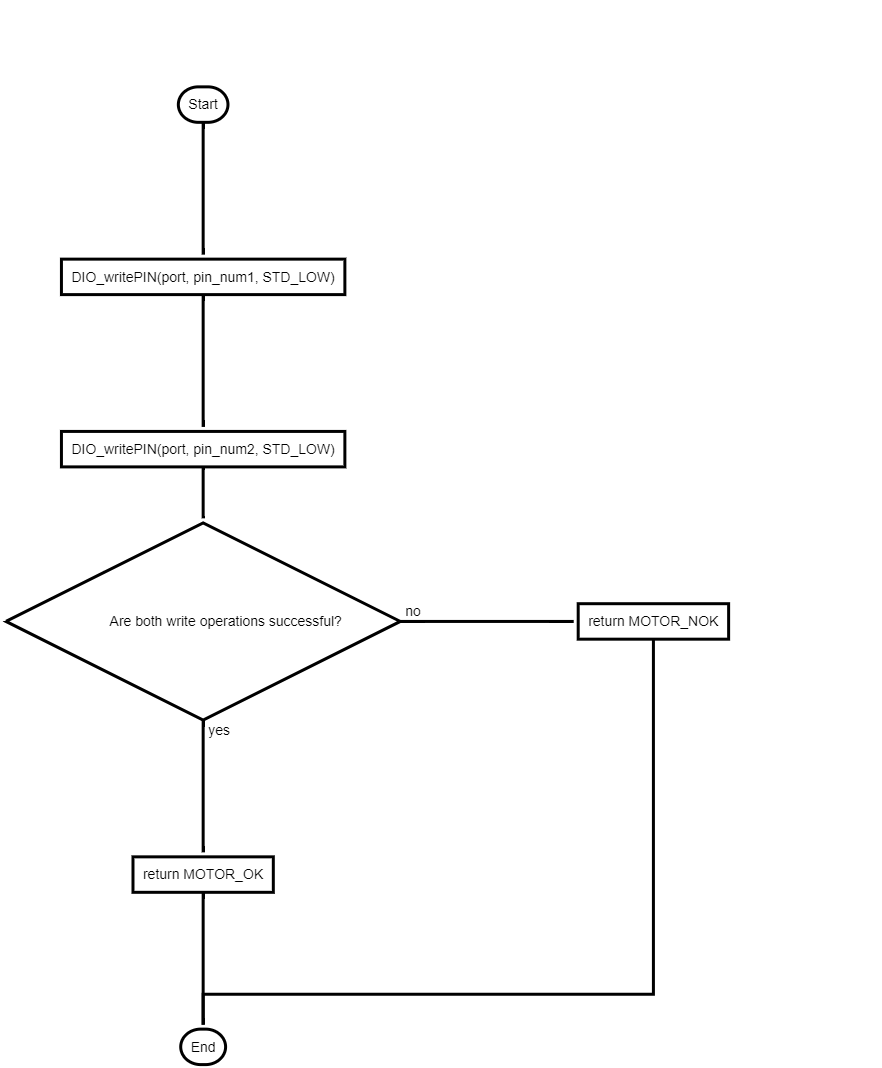 Start
DIO_writePIN(port, pin_num1, STD_LOW)
DIO_writePIN(port, pin_num2, STD_LOW)
Are both write operations successful?
no
return MOTOR_NOK
yes
return MOTOR_OK
End